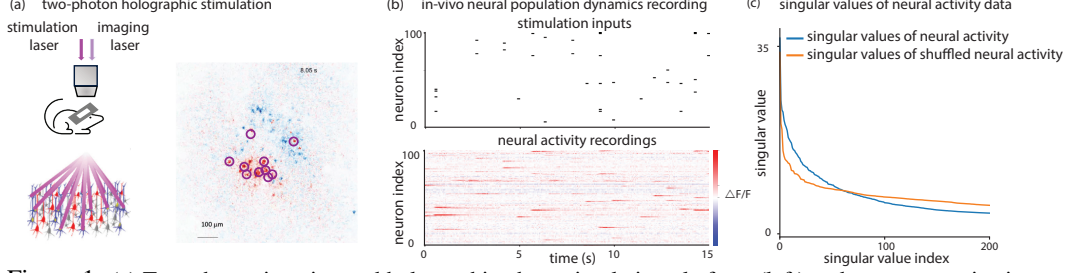 (a) two-photon holographic stimulation
stimulation laser
imaging laser
8.05 s
100 μm
(b) in-vivo neural population dynamics recording
stimulation inputs
100
neuron index
0
neural activity recordings
100
neuron index
0
0 5 10 15
time (s)
△F/F
(c) singular values of neural activity data
singular values of neural activity
singular values of shuffled neural activity
35
singular value
0
0 100 200
singular value index